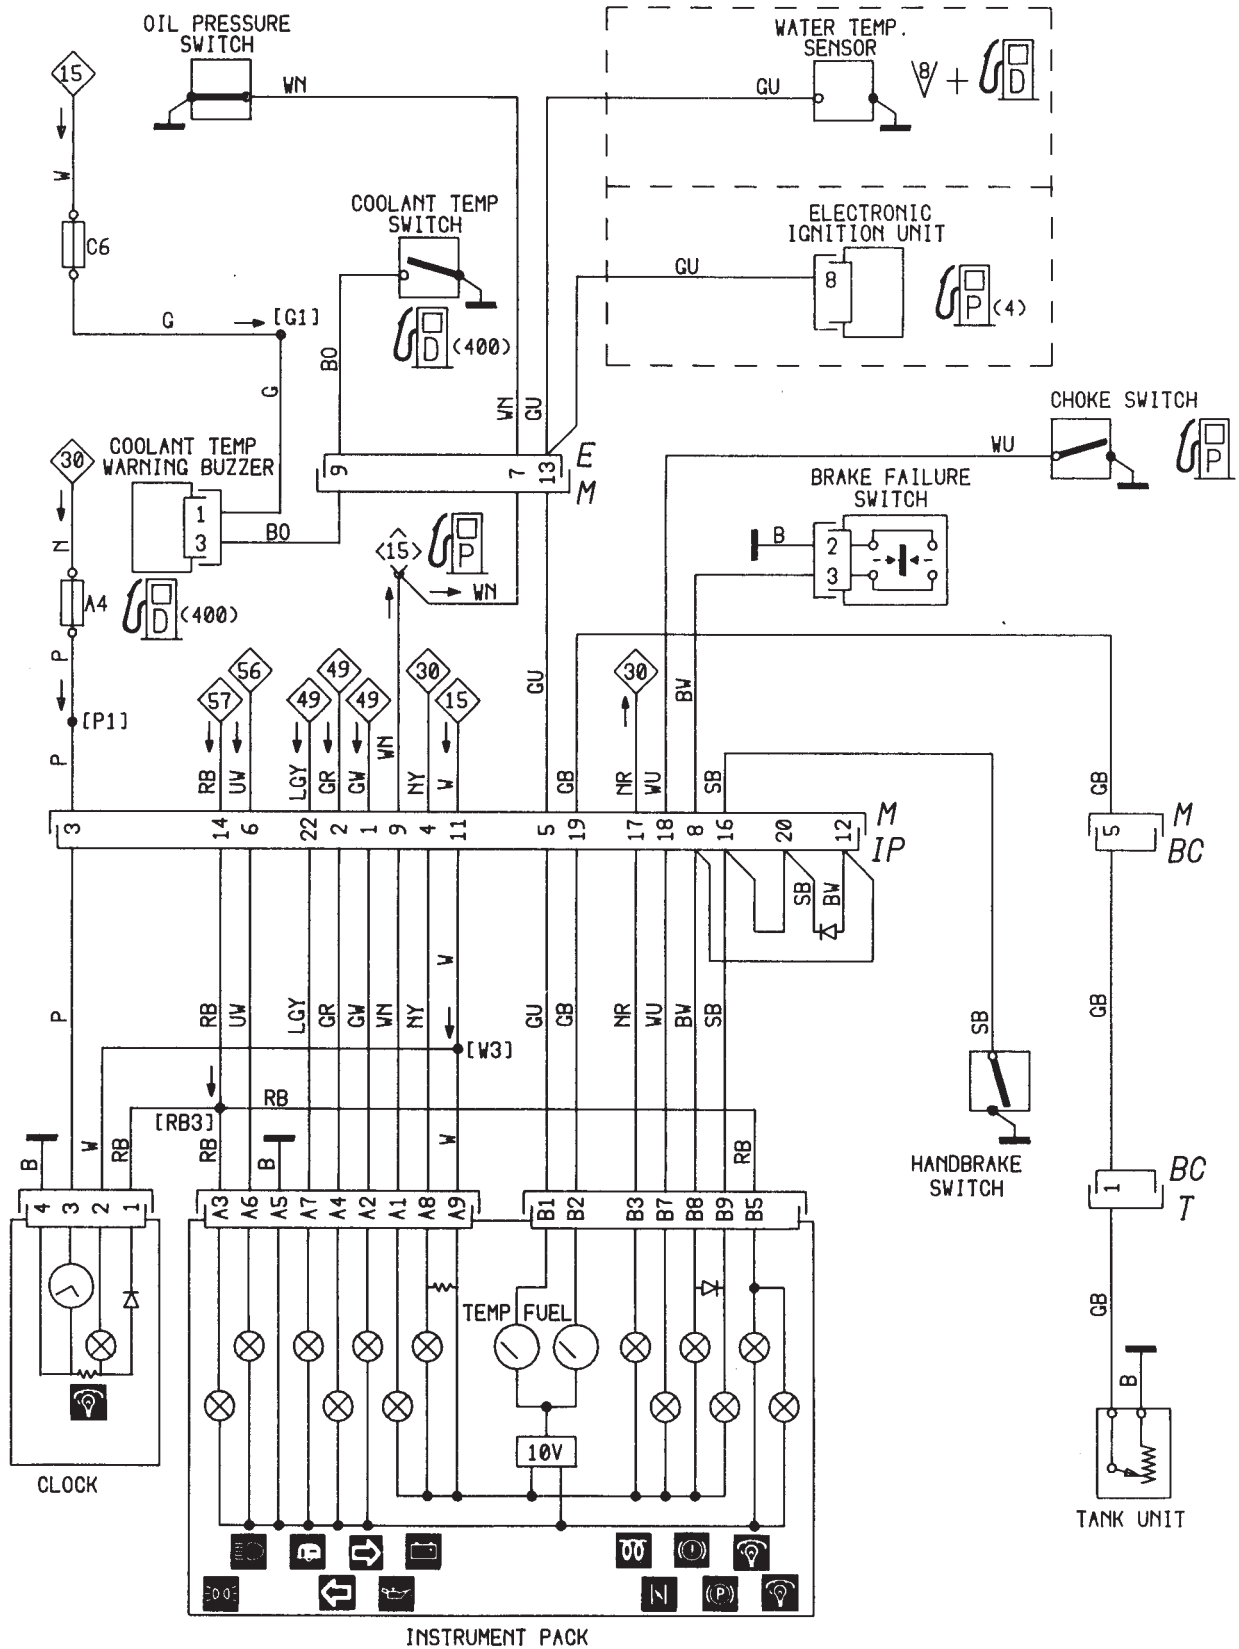 OIL PRESSURE
SWITCH
WATER TEMP.
SENSOR
15
WN
GU
8
+
D
W
C6
COOLANT TEMP
SWITCH
ELECTRONIC
IGNITION UNIT
GU
8
P
(4)
G
[G1]
D
(400)
BO
G
WN
GU
CHOKE SWITCH
WU
P
30
COOLANT TEMP
WARNING BUZZER
9
7
13
E
M
BRAKE FAILURE
SWITCH
1
3
BO
N
B
2
3
15
P
WN
A4
D
(400)
P
[P1]
P
57
56
49
49
49
30
15
30
GU
BW
RB
UW
LGY
GR
GW
WN
NY
W
GB
NR
WU
SB
GB
3
14
6
22
2
1
9
4
11
5
19
17
18
8
16
20
12
M
IP
5
M
BC
SB
BW
W
P
RB
UW
LGY
GR
GW
WN
NY
GU
GB
NR
WU
BW
SB
SB
GB
[W3]
RB
[RB3]
B
W
RB
RB
B
W
RB
HANDBRAKE
SWITCH
1
BC
T
4
3
2
1
A3
A6
A5
A7
A4
A2
A1
A8
A9
B1
B2
B3
B7
B8
B9
B5
TEMP
FUEL
GB
B
10V
CLOCK
TANK UNIT
P
INSTRUMENT PACK